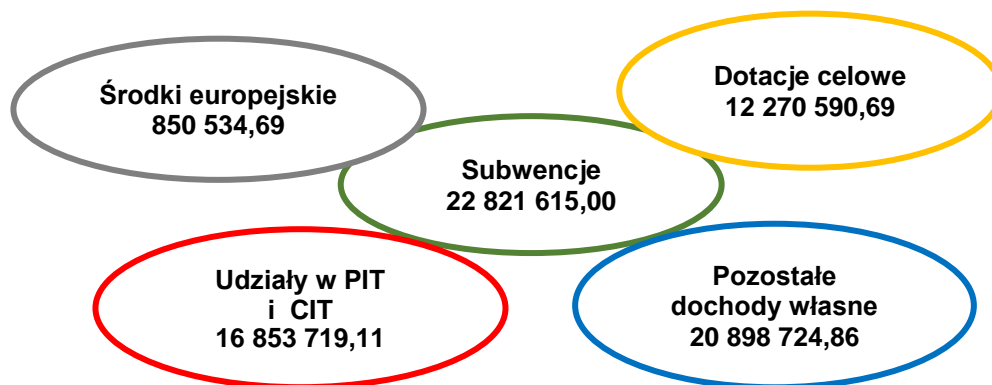 Środki europejskie
850 534,69
Dotacje celowe
12 270 590,69
Subwencje
22 821 615,00
Udziały w PIT
i CIT
16 853 719,11
Pozostałe
dochody własne
20 898 724,86